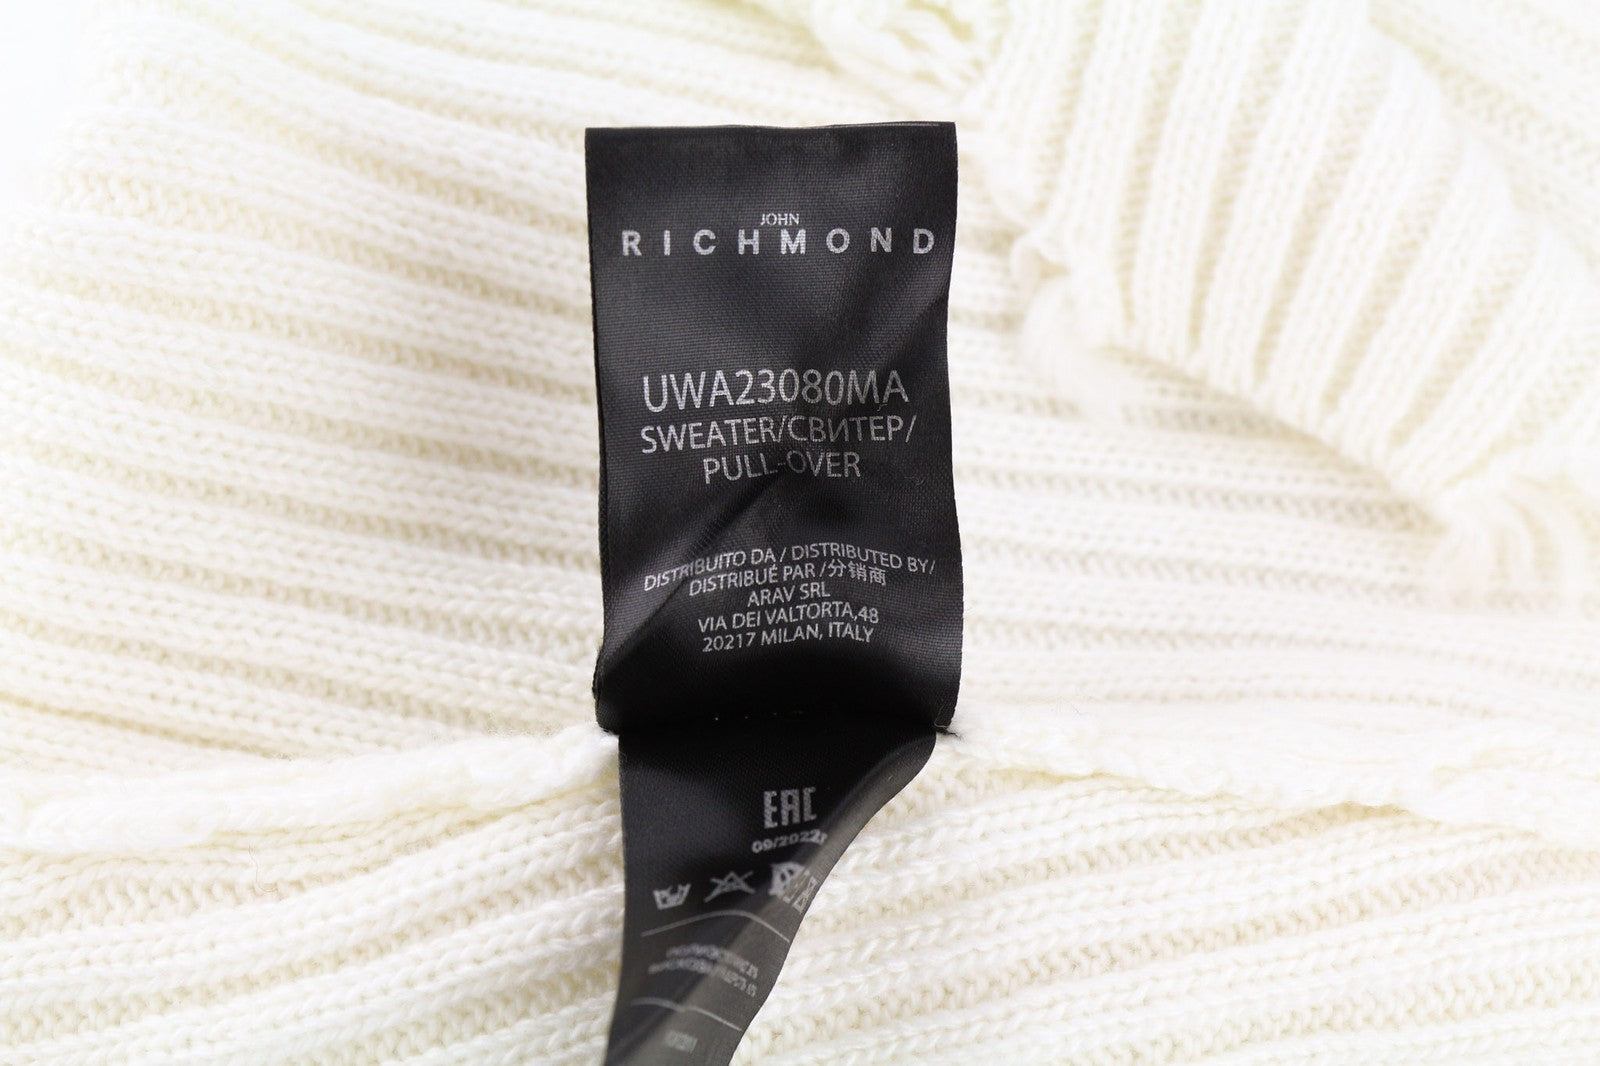 JOHN
RICHMOND
UWA23080MA
SWEATER/СВИТЕР/
PULL-OVER
DISTRIBUITO DA / DISTRIBUTED BY/
DISTRIBUÉ PAR /分销商
ARAV SRL
VIA DEI VALTORTA,48
20217 MILAN, ITALY
EAC